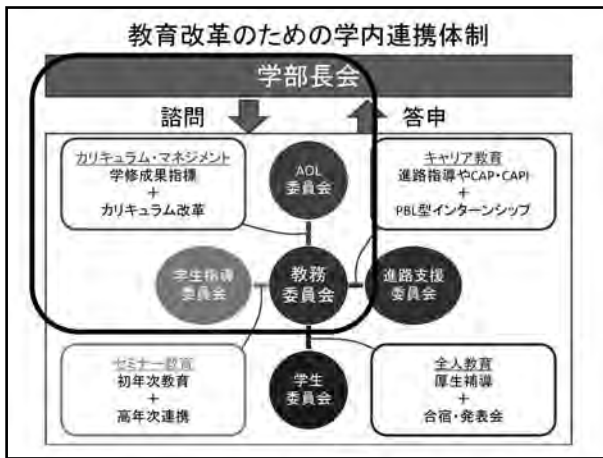 教育改革のための学内連携体制
学部長会
諮問
答申
カリキュラム・マネジメント
学修成果指標
+
カリキュラム改革
AOL
委員会
キャリア教育
進路指導やCAP・CAPI
+
PBL型インターンシップ
学生指導
委員会
教務
委員会
進路支援
委員会
セミナー教育
初年次教育
+
高年次連携
学生
委員会
全人教育
厚生補導
+
合宿・発表会